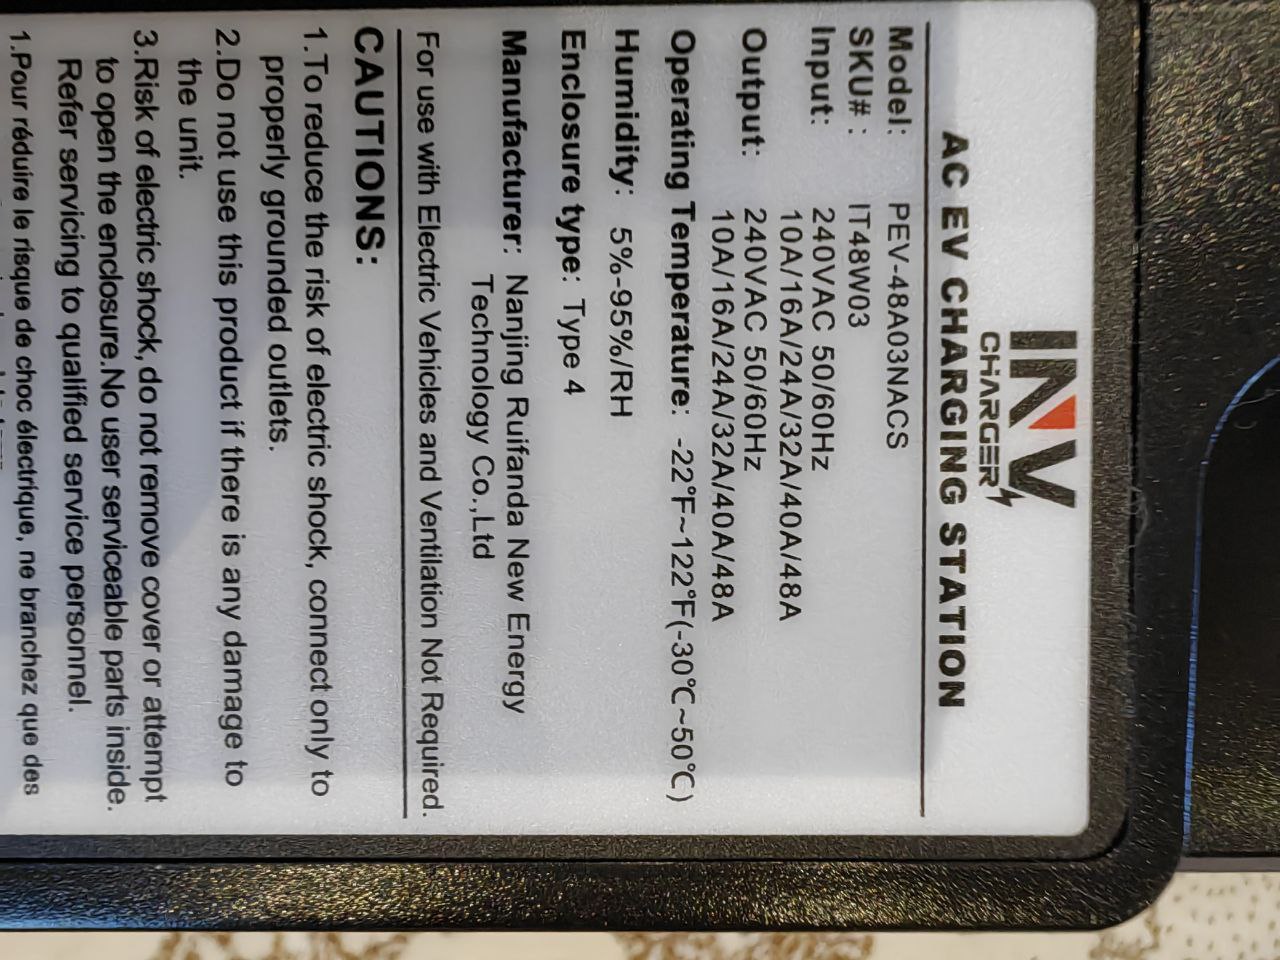 INV
CHARGER
AC EV CHARGING STATION
Model: PEV-48A03NACS
SKU# : IT48W03
Input: 240VAC 50/60Hz
10A/16A/24A/32A/40A/48A
Output: 240VAC 50/60Hz
10A/16A/24A/32A/40A/48A
Operating Temperature: -22°F~122°F(-30℃~50℃)
Humidity: 5%-95%/RH
Enclosure type: Type 4
Manufacturer: Nanjing Ruifanda New Energy
Technology Co.,Ltd
For use with Electric Vehicles and Ventilation Not Required.
CAUTIONS:
1.To reduce the risk of electric shock, connect only to
properly grounded outlets.
2.Do not use this product if there is any damage to
the unit.
3.Risk of electric shock, do not remove cover or attempt
to open the enclosure.No user serviceable parts inside.
Refer servicing to qualified service personnel.
1.Pour réduire le risque de choc électrique, ne branchez que des